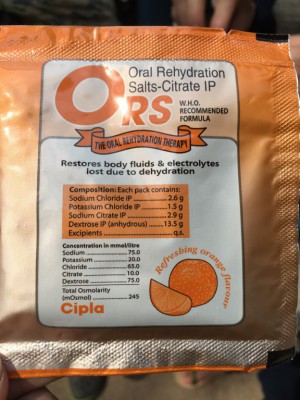 ORS
Oral Rehydration
Salts-Citrate IP
W.H.O.
RECOMMENDED
FORMULA
THE ORAL REHYDRATION THERAPY
Restores body fluids & electrolytes
lost due to dehydration
Composition: Each pack contains:
Sodium Chloride IP ............ 2.6 g
Potassium Chloride IP ....... 1.5 g
Sodium Citrate IP .............. 2.9 g
Dextrose IP (anhydrous) ..... 13.5 g
Excipients ........................... q.s.
Concentration in mmol/litre
Sodium ................... 75.0
Potassium .............. 20.0
Chloride ................. 65.0
Citrate .................... 10.0
Dextrose ................ 75.0
Total Osmolarity
(mOsmol) ................ 245
Refreshing orange flavour
Cipla